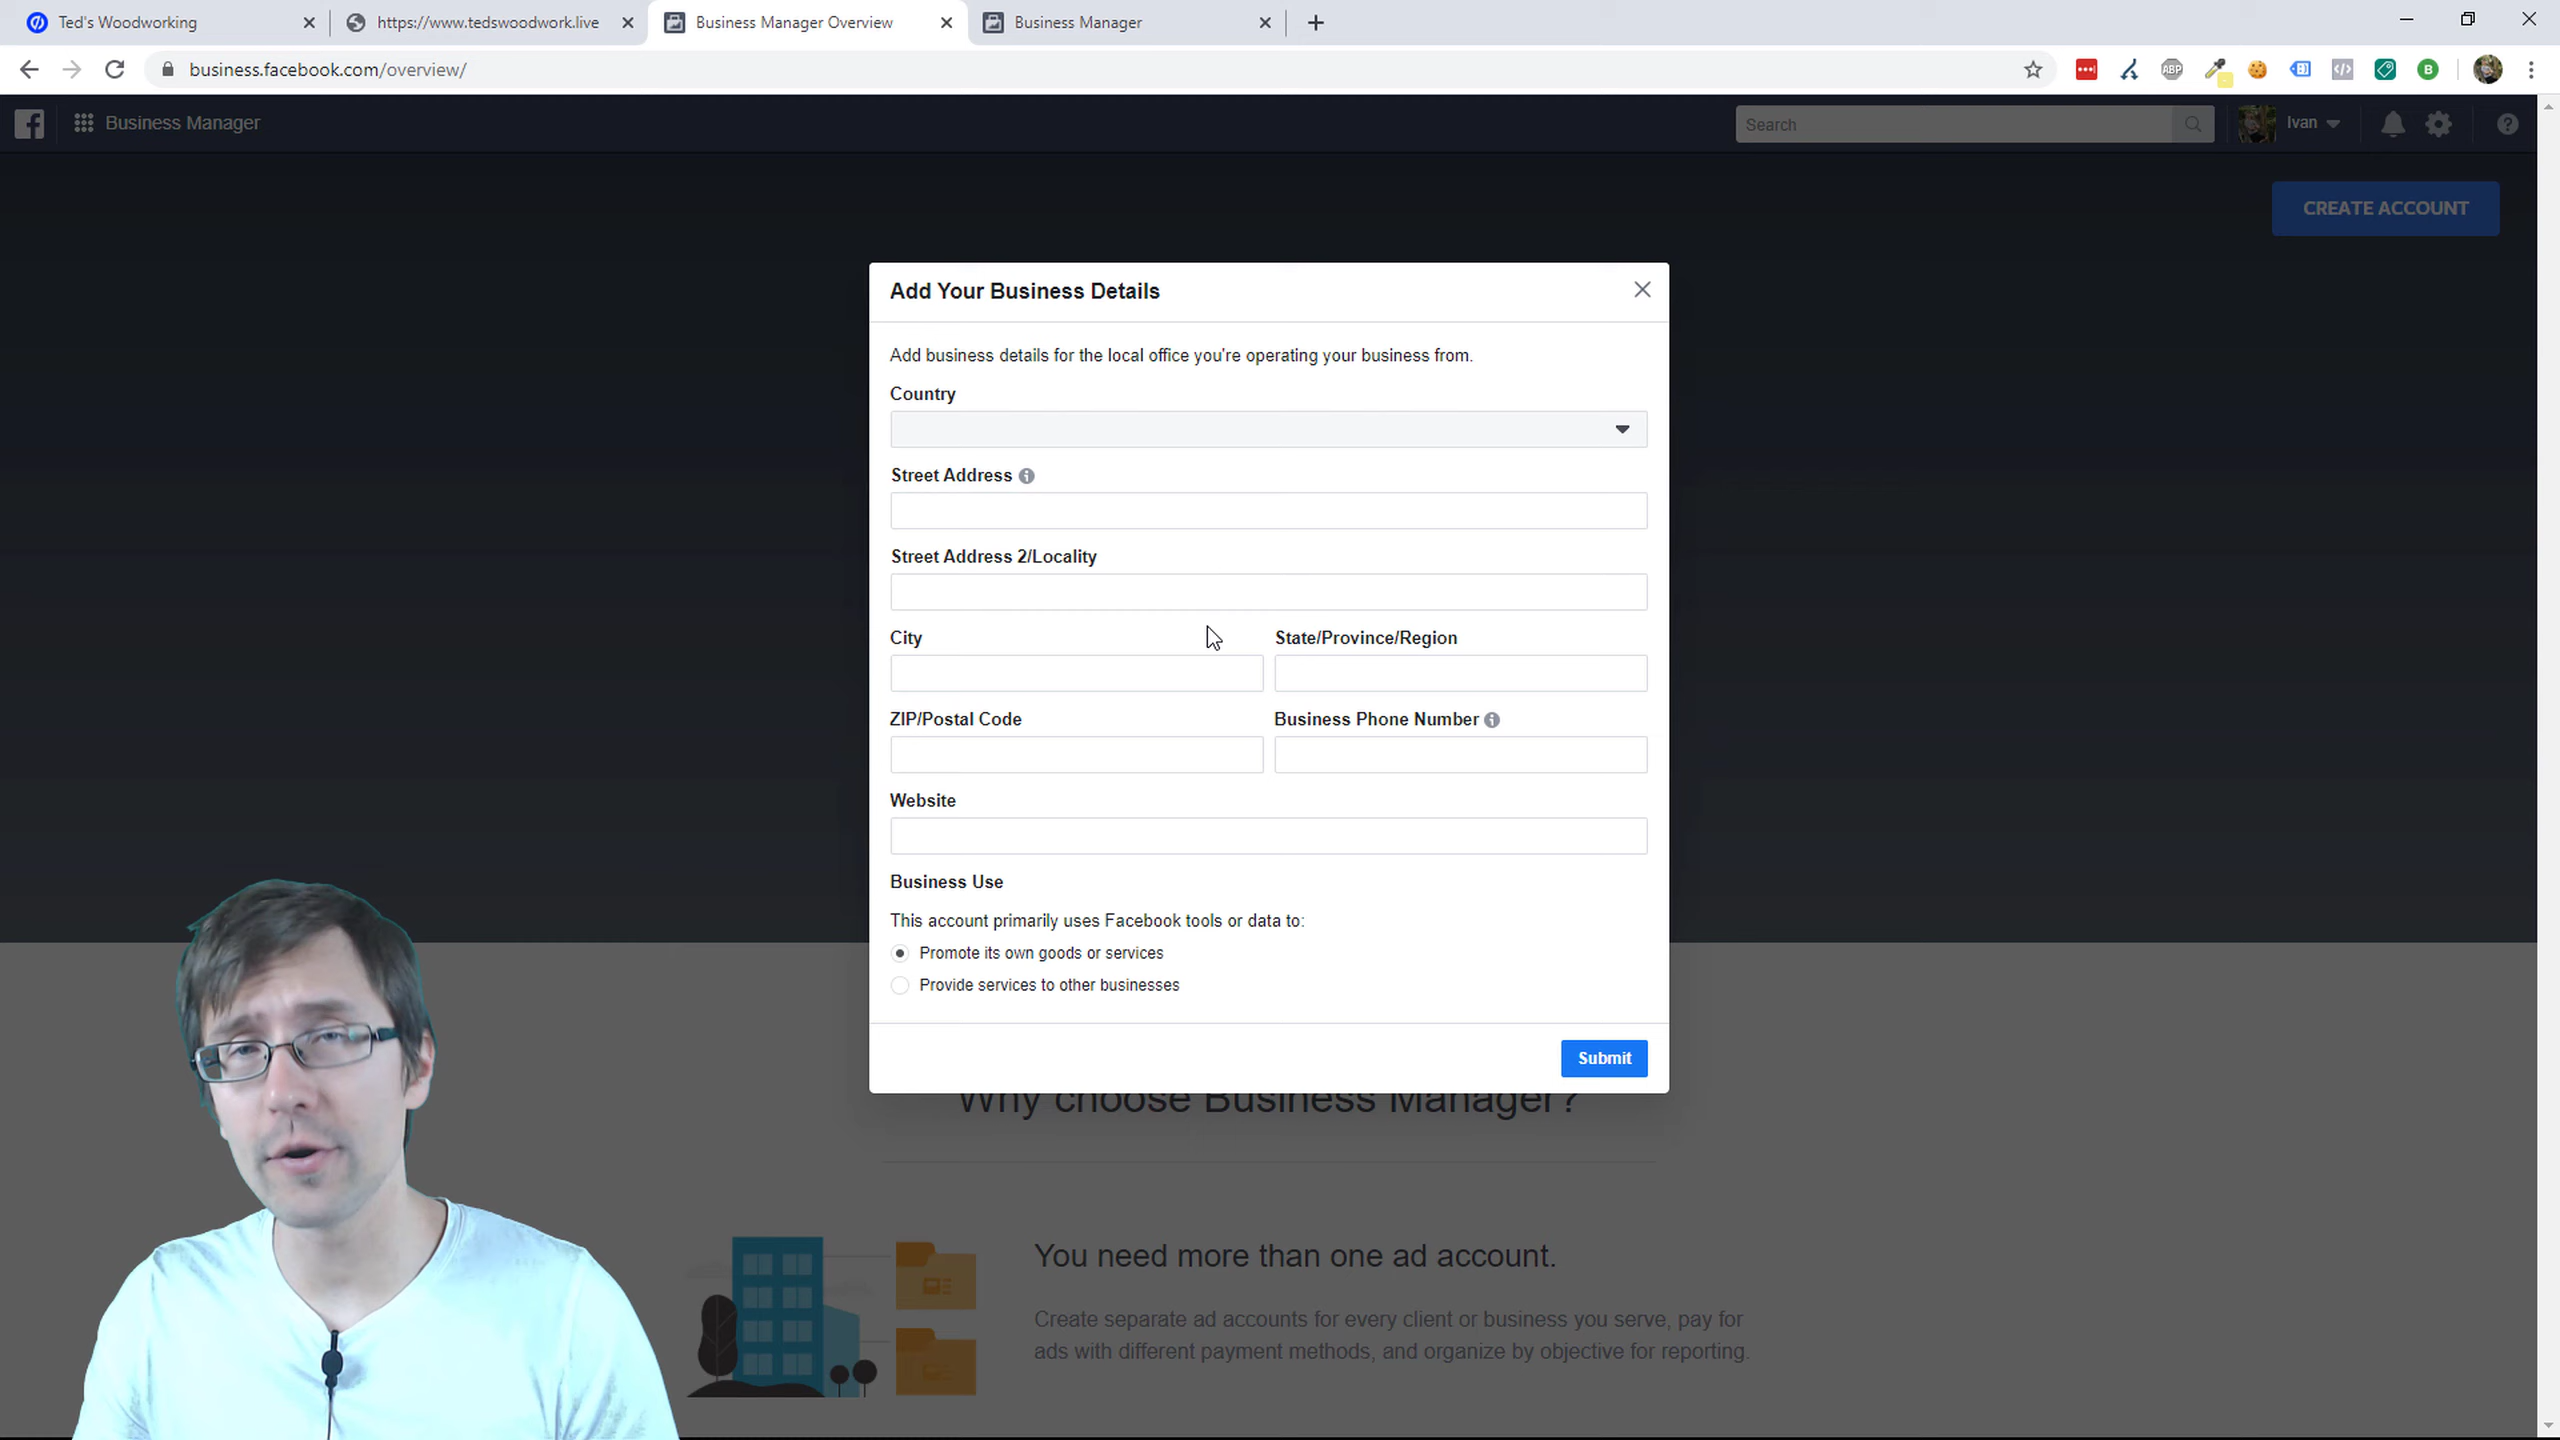 Ted's Woodworking
https://www.tedswoodwork.live
Business Manager Overview
Business Manager
business.facebook.com/overview/
ABP
B
Business Manager
Search
Ivan
CREATE ACCOUNT
Add Your Business Details
Add business details for the local office you're operating your business from.
Country
Street Address
Street Address 2/Locality
City
State/Province/Region
ZIP/Postal Code
Business Phone Number
Website
Business Use
This account primarily uses Facebook tools or data to:
Promote its own goods or services
Provide services to other businesses
Submit
Why choose Business Manager?
You need more than one ad account.
Create separate ad accounts for every client or business you serve, pay for
ads with different payment methods, and organize by objective for reporting.